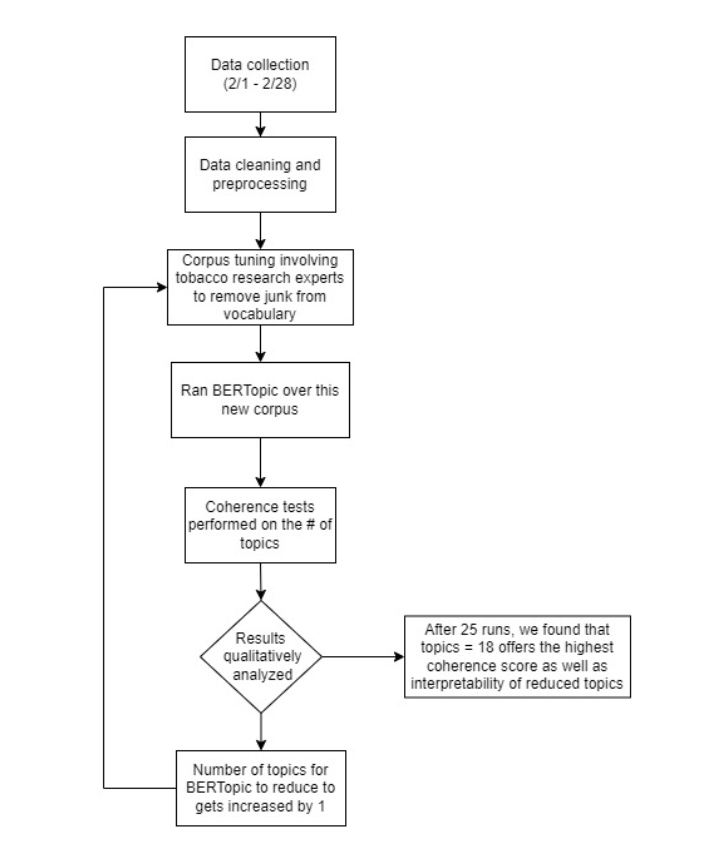 Data collection
(2/1 - 2/28)
Data cleaning and
preprocessing
Corpus tuning involving
tobacco research experts
to remove junk from
vocabulary
Ran BERTopic over this
new corpus
Coherence tests
performed on the # of
topics
Results
qualitatively
analyzed
After 25 runs, we found that
topics = 18 offers the highest
coherence score as well as
interpretability of reduced topics
Number of topics for
BERTopic to reduce to
gets increased by 1